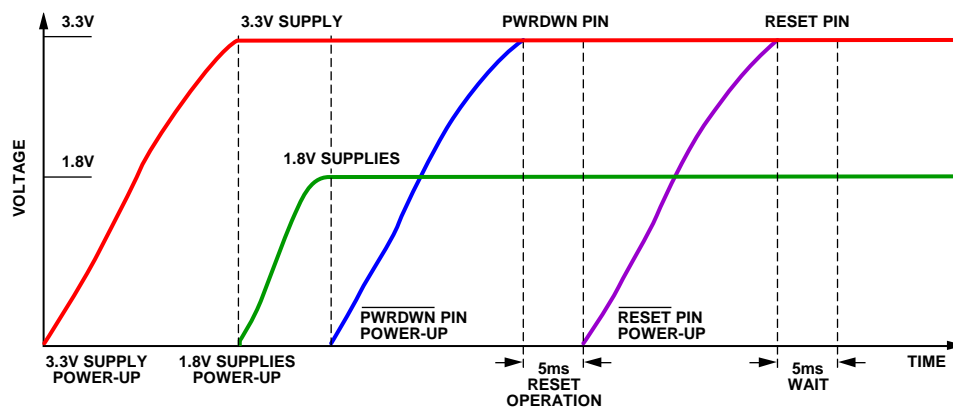 3.3V
3.3V SUPPLY
PWRDWN PIN
RESET PIN
1.8V
1.8V SUPPLIES
VOLTAGE
PWRDWN PIN
POWER-UP
RESET PIN
POWER-UP
3.3V SUPPLY
POWER-UP
1.8V SUPPLIES
POWER-UP
5ms
RESET
OPERATION
5ms
WAIT
TIME